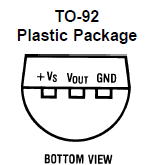 TO-92
Plastic Package
+VS VOUT GND
BOTTOM VIEW